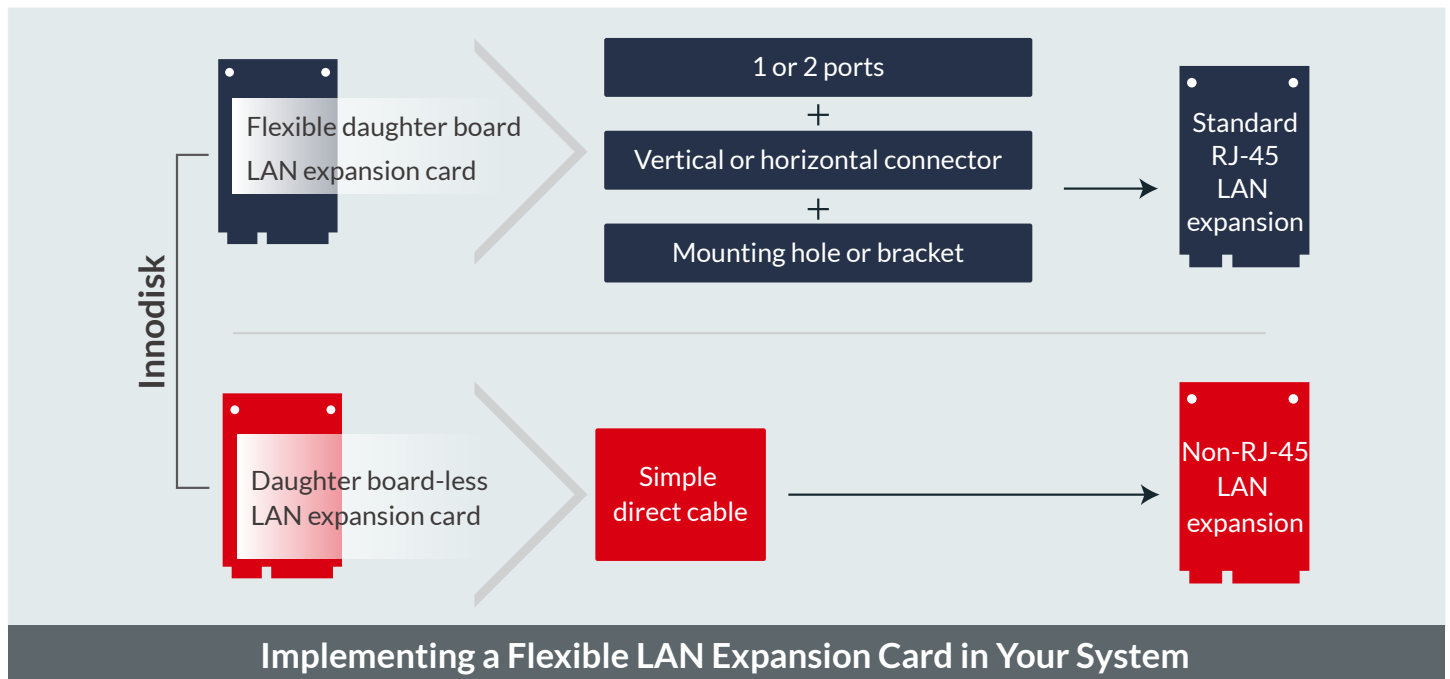 Innodisk
Flexible daughter board
LAN expansion card
1 or 2 ports
+
Vertical or horizontal connector
+
Mounting hole or bracket
Standard
RJ-45
LAN
expansion
Daughter board-less
LAN expansion card
Simple
direct cable
Non-RJ-45
LAN
expansion
Implementing a Flexible LAN Expansion Card in Your System